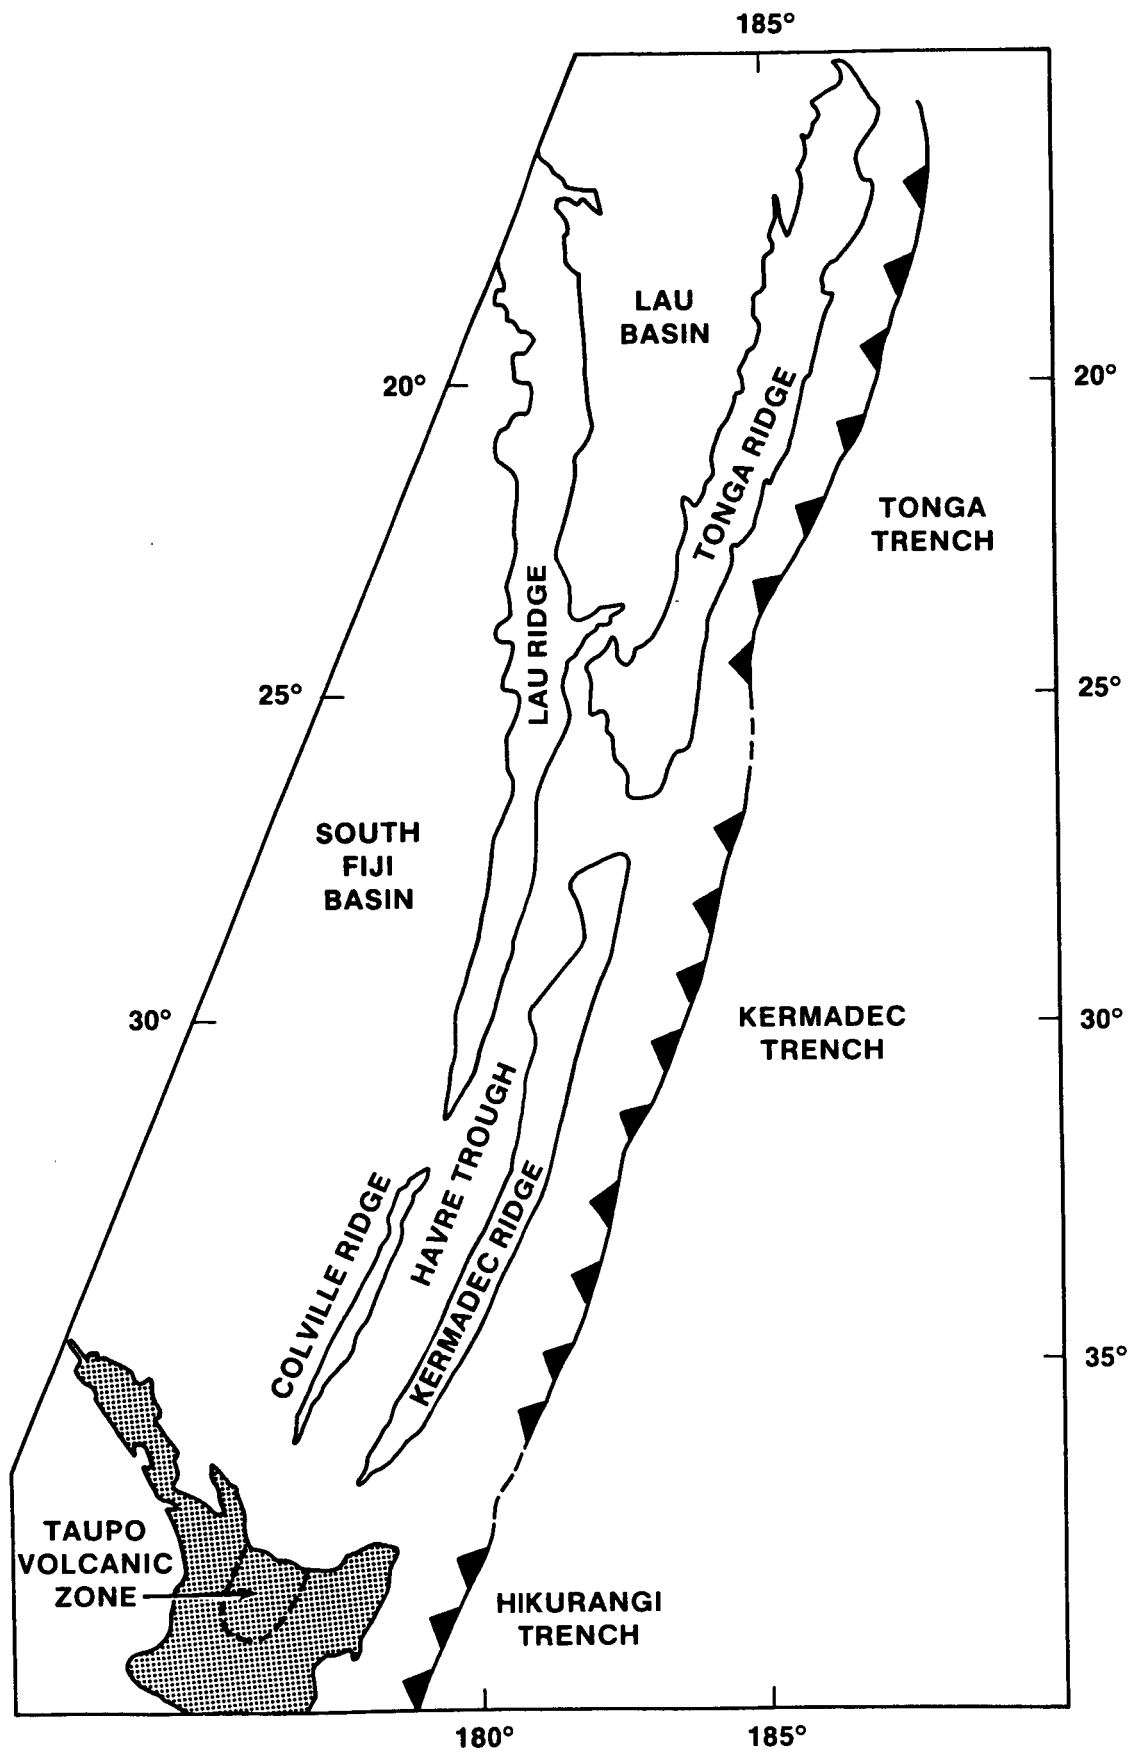 185°
LAU
BASIN
20°
20°
TONGA RIDGE
TONGA
TRENCH
LAU RIDGE
25°
25°
SOUTH
FIJI
BASIN
30°
KERMADEC
TRENCH
30°
HAVRE TROUGH
COLVILLE RIDGE
KERMADEC RIDGE
35°
TAUPO
VOLCANIC
ZONE
HIKURANGI
TRENCH
180°
185°